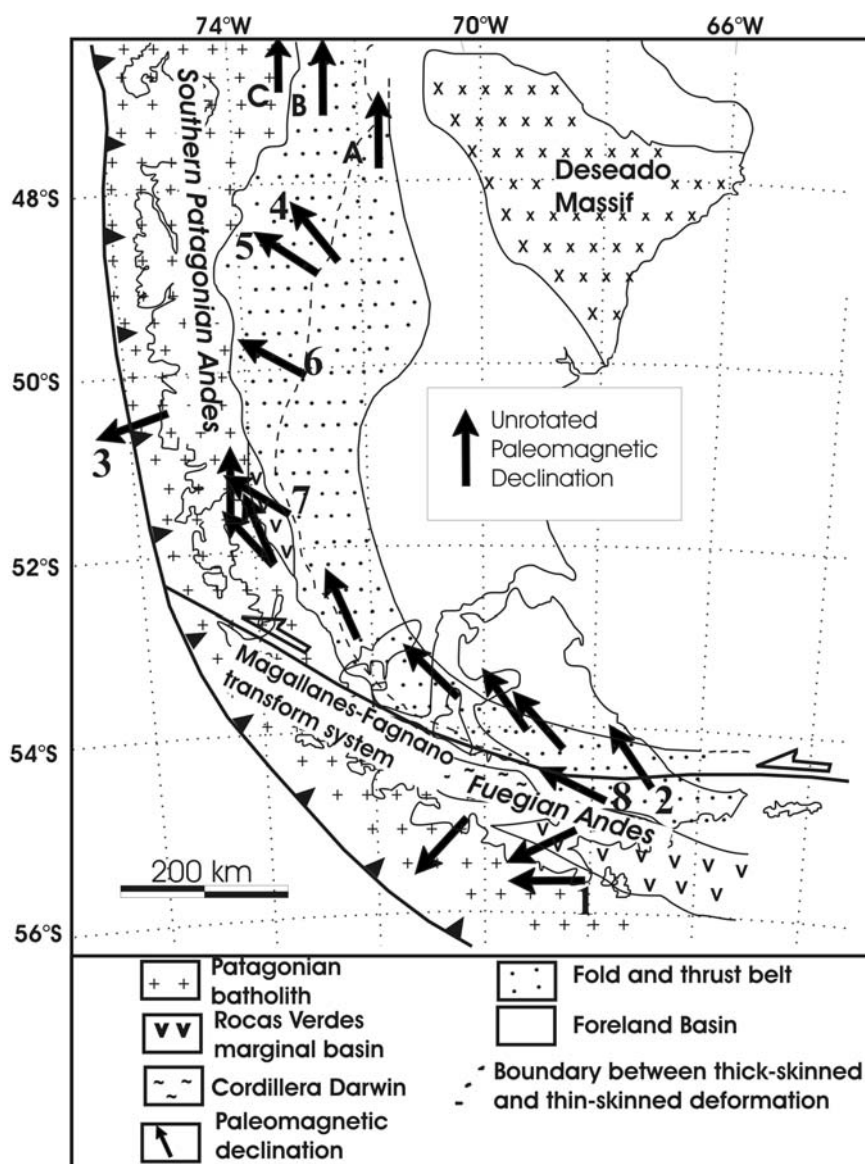 74°W
70°W
66°W
48°S
50°S
52°S
54°S
56°S
C
B
A
Southern Patagonian Andes
Deseado
Massif
4
5
6
3
7
Unrotated
Paleomagnetic
Declination
Magallanes-Fagnano
transform system
Fuegian Andes
8
2
1
200 km
Patagonian
batholith
Rocas Verdes
marginal basin
Cordillera Darwin
Paleomagnetic
declination
Fold and thrust belt
Foreland Basin
Boundary between thick-skinned
and thin-skinned deformation